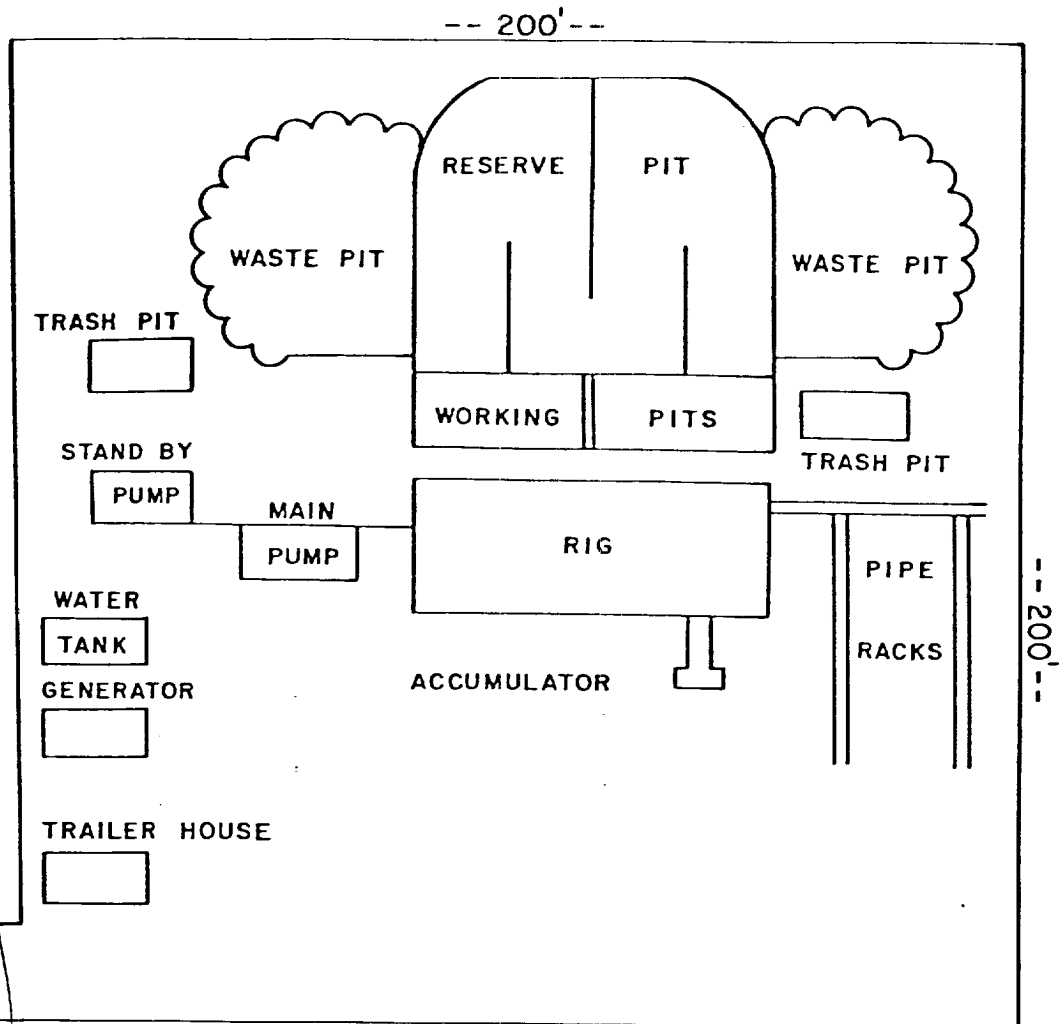 -- 200'--
RESERVE PIT
WASTE PIT
WASTE PIT
TRASH PIT
WORKING PITS
STAND BY
PUMP
TRASH PIT
MAIN
PUMP
RIG
PIPE
RACKS
-- 200'--
WATER
TANK
GENERATOR
ACCUMULATOR
TRAILER HOUSE